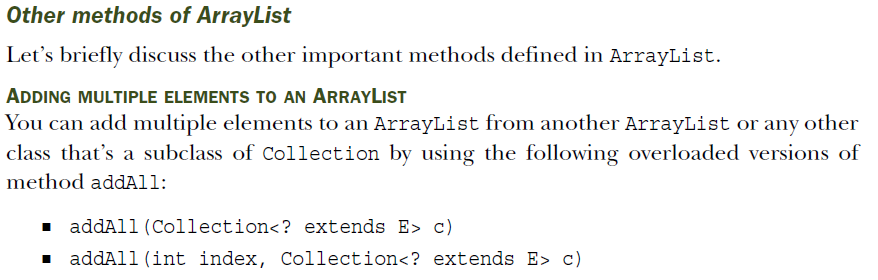 Other methods of ArrayList
Let's briefly discuss the other important methods defined in ArrayList.
ADDING MULTIPLE ELEMENTS TO AN ARRAYLIST
You can add multiple elements to an ArrayList from another ArrayList or any other
class that's a subclass of Collection by using the following overloaded versions of
method addAll:
■ addAll(Collection<? extends E> c)
■ addAll(int index, Collection<? extends E> c)